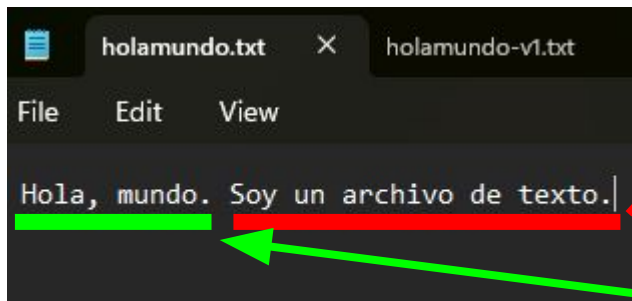 holamundo.txt × holamundo-v1.txt
File Edit View
Hola, mundo. Soy un archivo de texto.